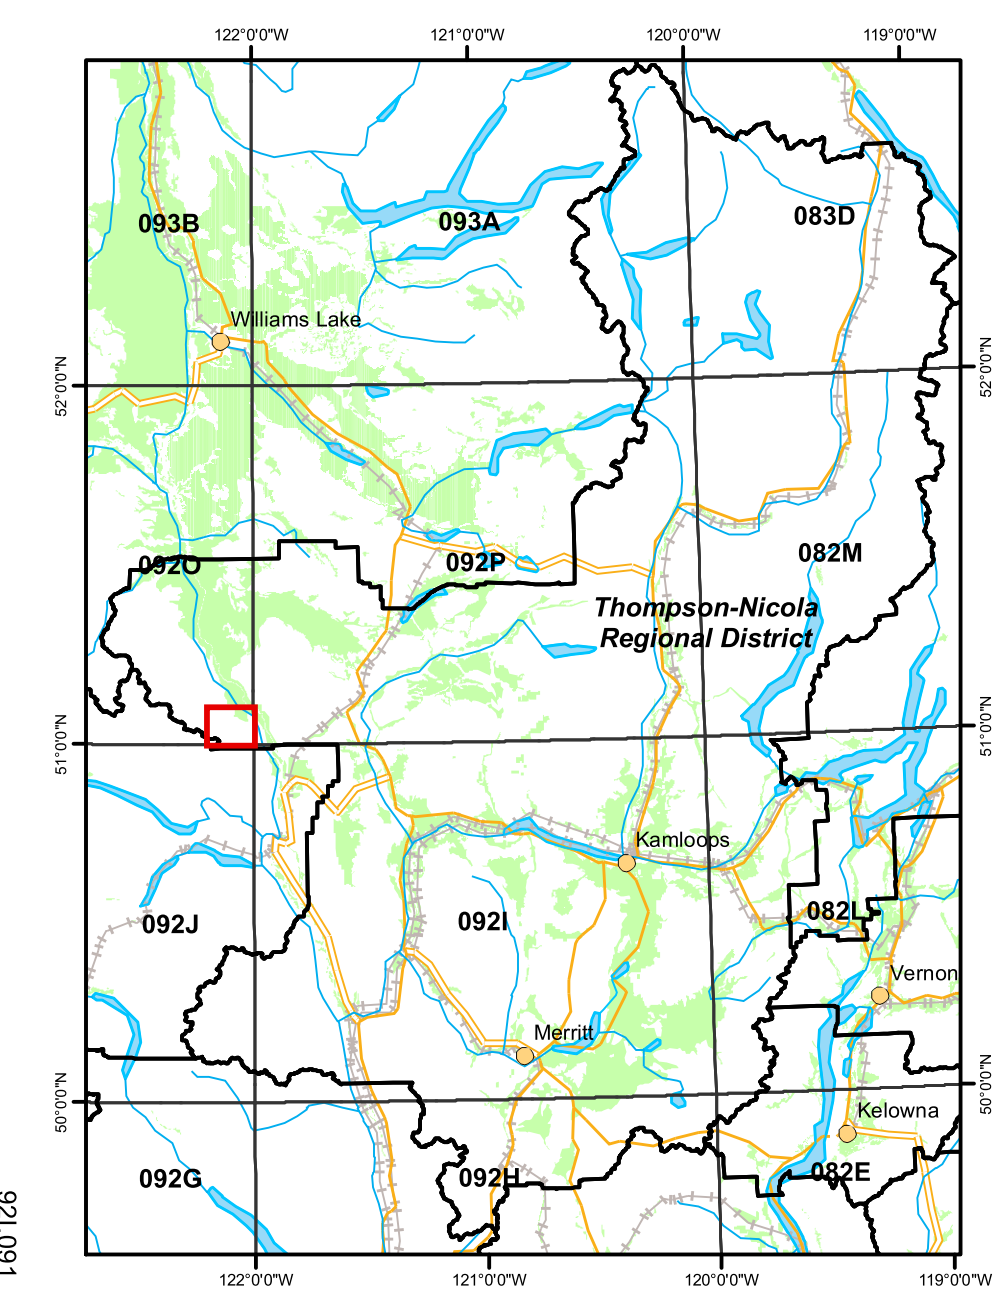 122°0'0"W 121°0'0"W 120°0'0"W 119°0'0"W
093B
093A
083D
Williams Lake
52°0'0"N
52°0'0"N
092O
092P
082M
Thompson-Nicola
Regional District
51°0'0"N
51°0'0"N
Kamloops
092J
092I
082L
Vernon
Merritt
50°0'0"N
50°0'0"N
Kelowna
092G
092H
082E
122°0'0"W 121°0'0"W 120°0'0"W 119°0'0"W